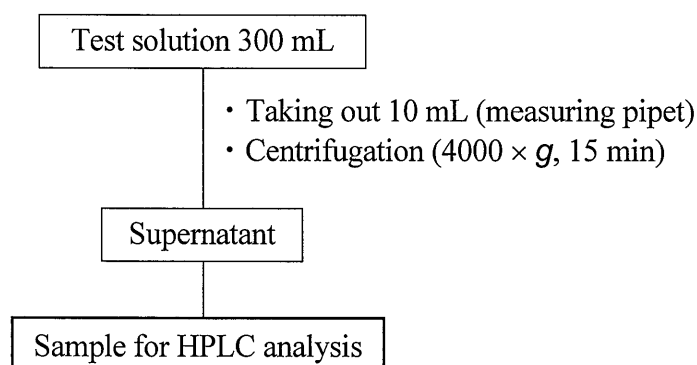 Test solution 300 mL
・Taking out 10 mL (measuring pipet)
・Centrifugation (4000 × g, 15 min)
Supernatant
Sample for HPLC analysis